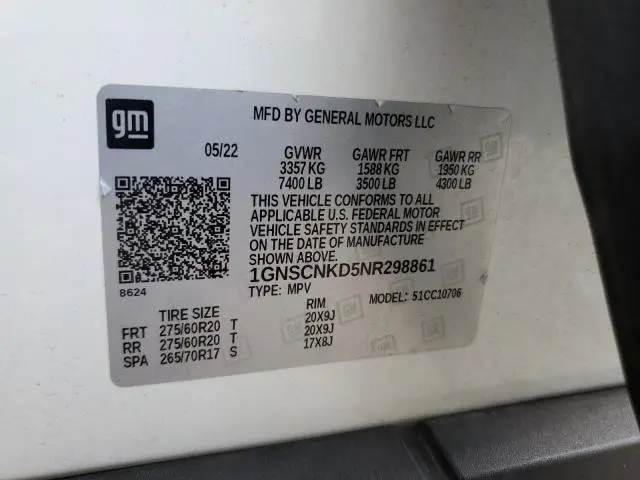 gm
MFD BY GENERAL MOTORS LLC
05/22 GVWR GAWR FRT GAWR RR
3357 KG 1588 KG 1950 KG
7400 LB 3500 LB 4300 LB
THIS VEHICLE CONFORMS TO ALL
APPLICABLE U.S. FEDERAL MOTOR
VEHICLE SAFETY STANDARDS IN EFFECT
ON THE DATE OF MANUFACTURE
SHOWN ABOVE.
1GNSCNKD5NR298861
8624
TYPE: MPV MODEL: 51CC10706
TIRE SIZE RIM
FRT 275/60R20 T 20X9J
RR 275/60R20 T 20X9J
SPA 265/70R17 S 17X8J